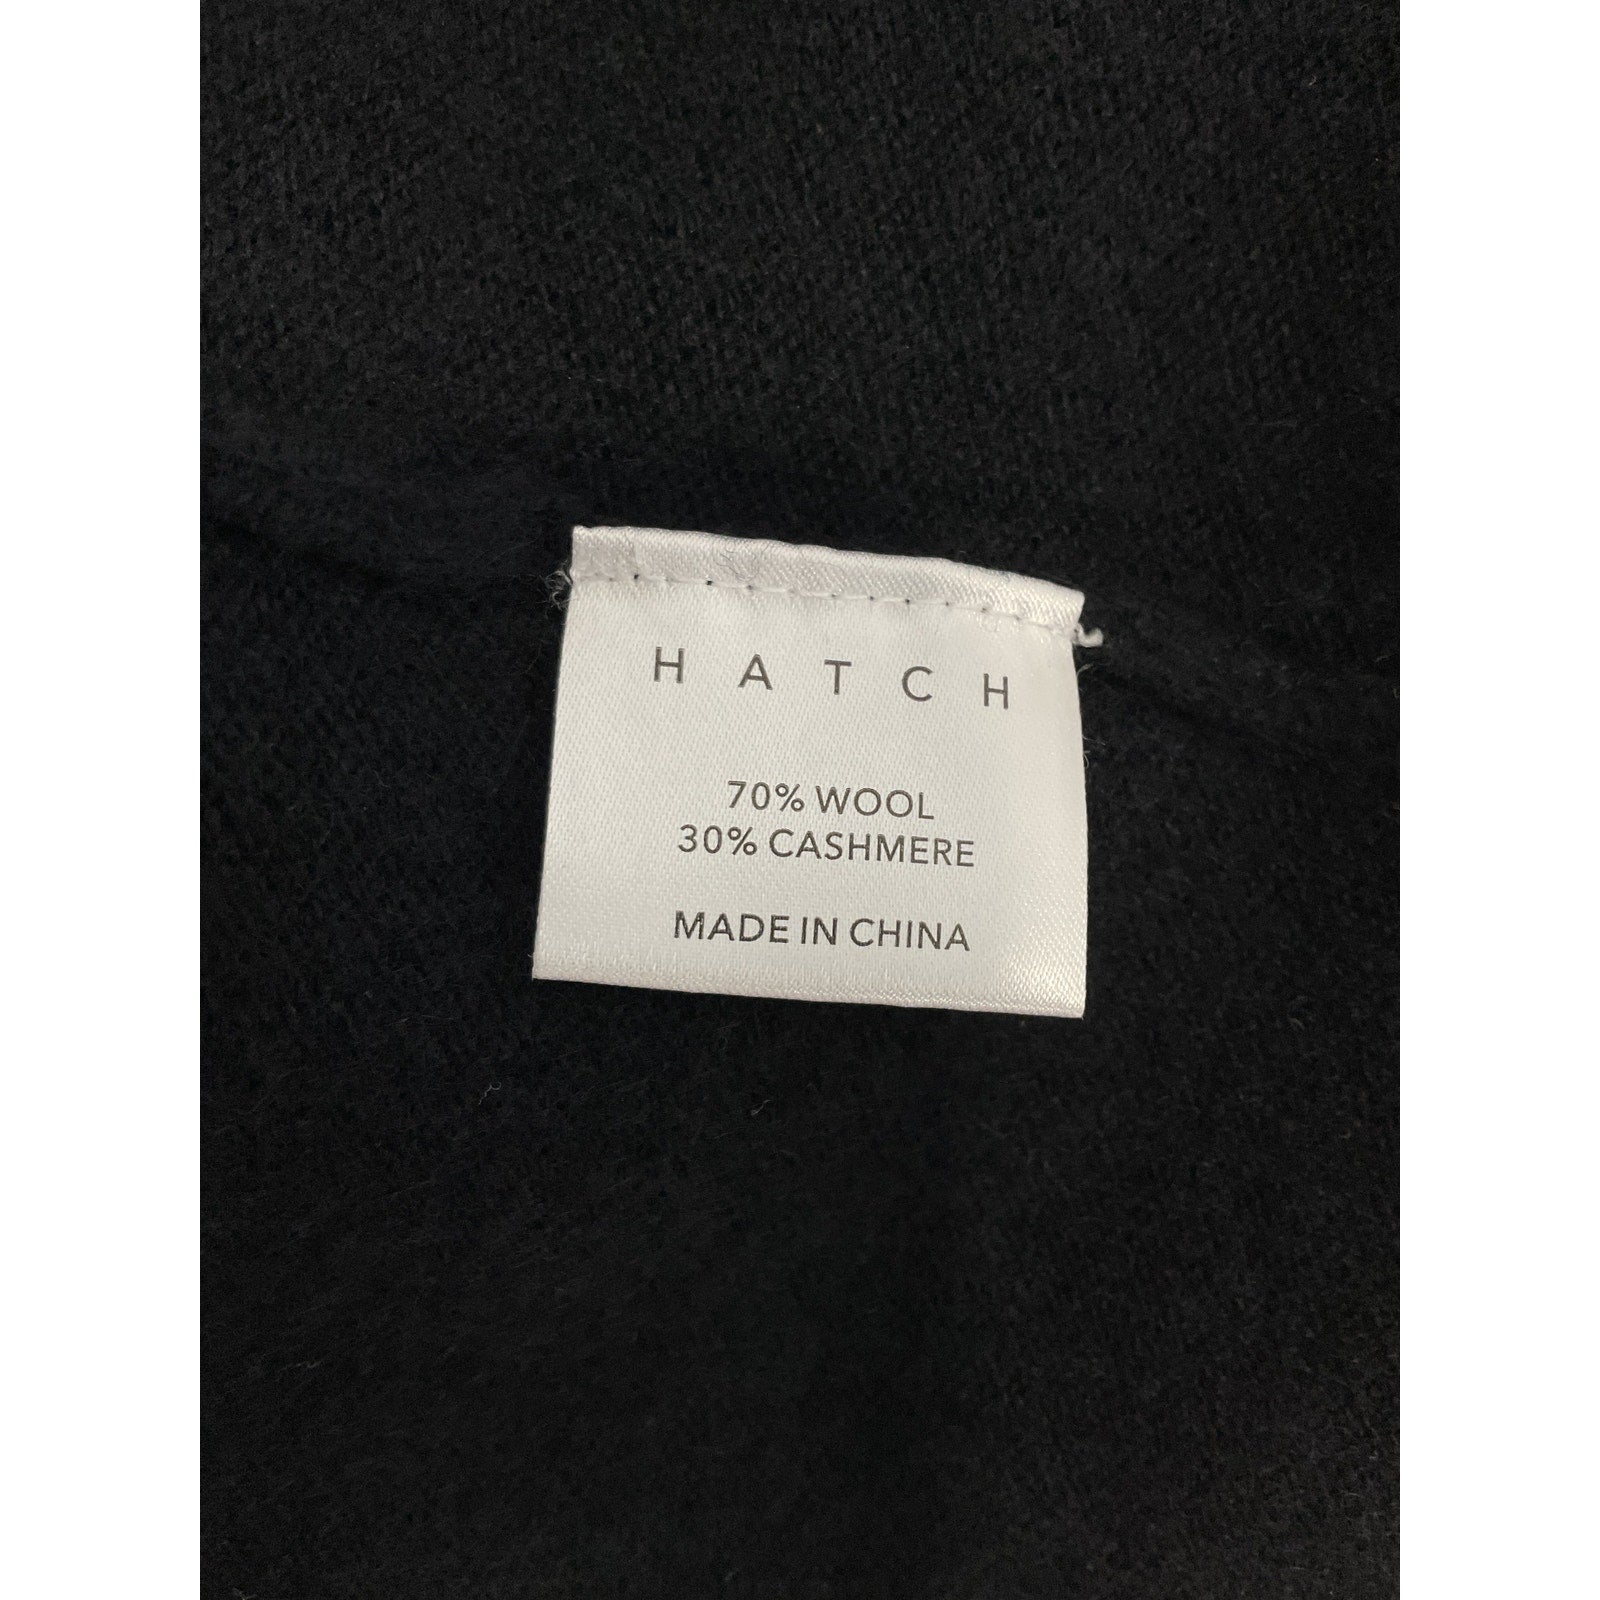 HATCH
70% WOOL
30% CASHMERE
MADE IN CHINA